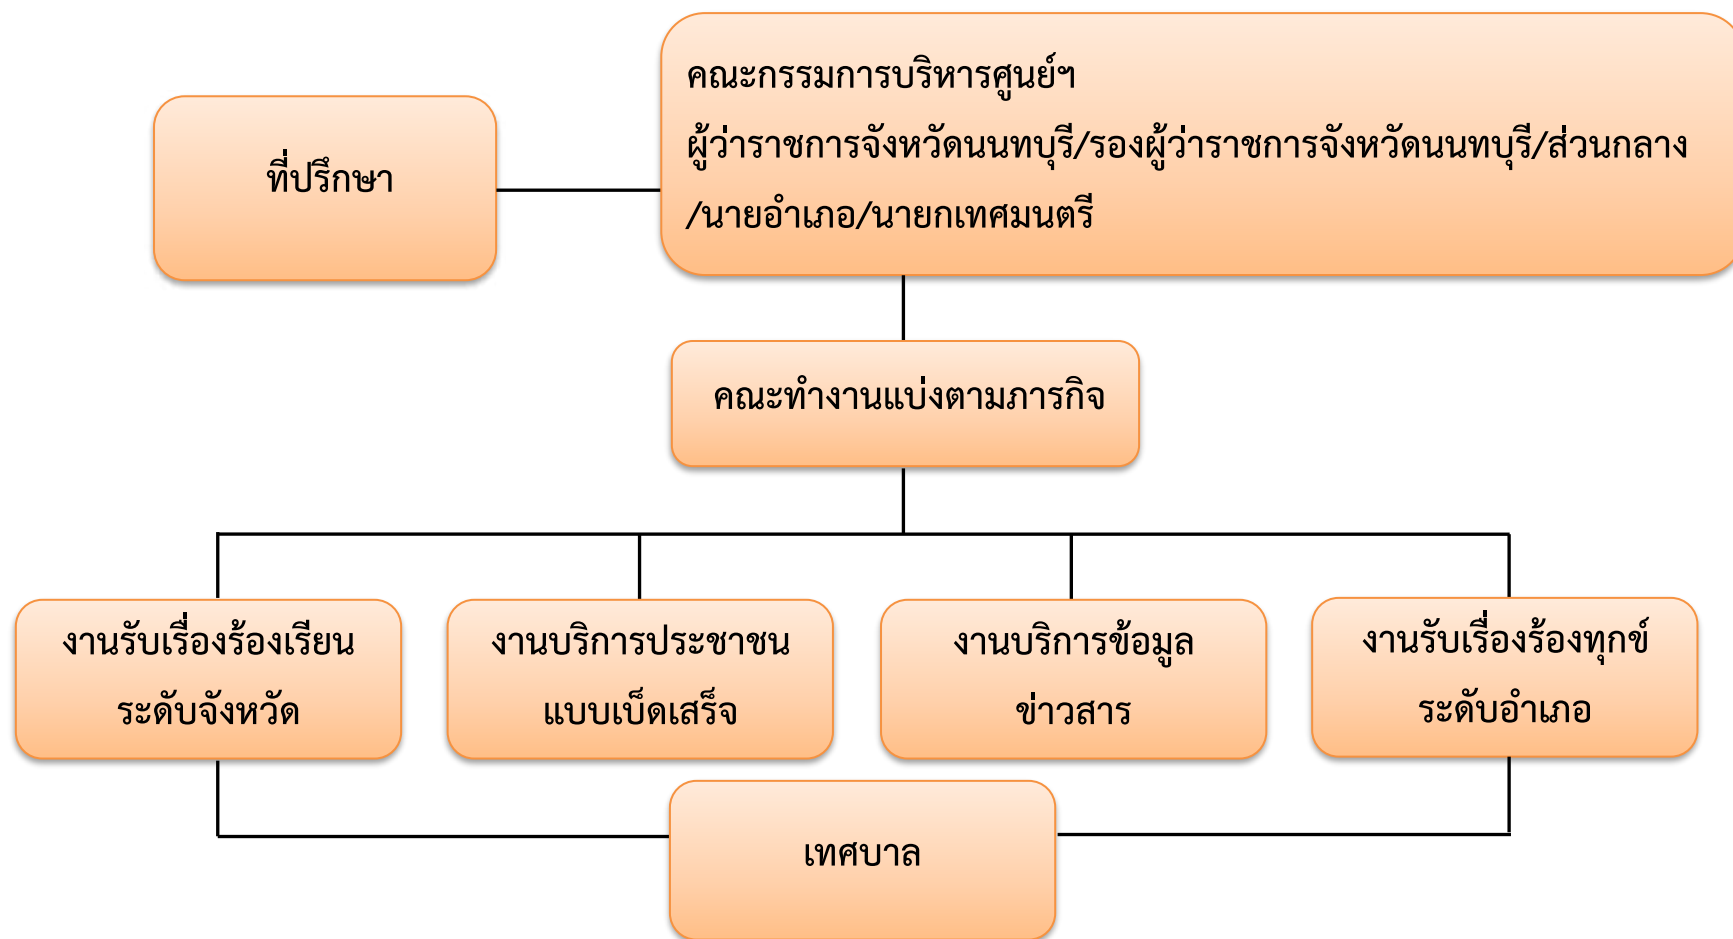 คณะกรรมการบริหารศูนย์ฯ
ผู้ว่าราชการจังหวัดนนทบุรี/รองผู้ว่าราชการจังหวัดนนทบุรี/ส่วนกลาง
/นายอำเภอ/นายกเทศมนตรี
ที่ปรึกษา
คณะทำงานแบ่งตามภารกิจ
งานรับเรื่องร้องเรียน
ระดับจังหวัด
งานบริการประชาชน
แบบเบ็ดเสร็จ
งานบริการข้อมูล
ข่าวสาร
งานรับเรื่องร้องทุกข์
ระดับอำเภอ
เทศบาล